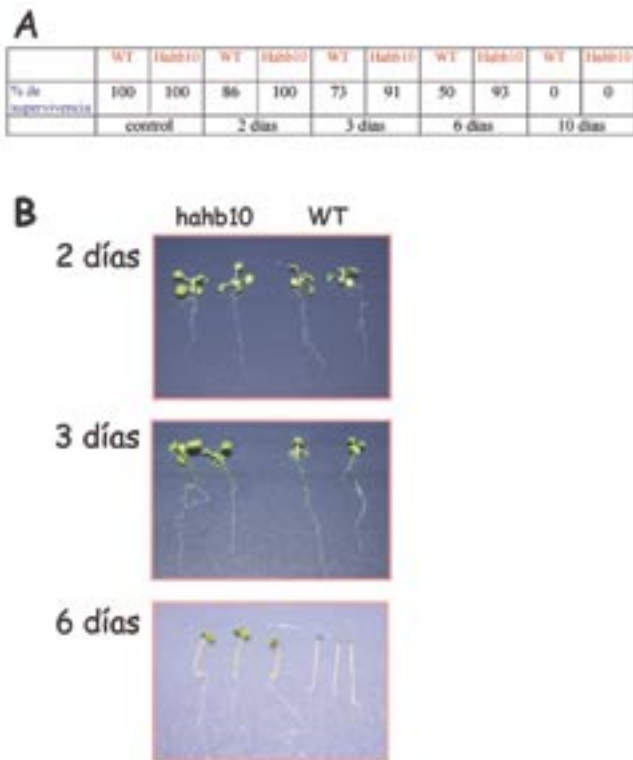 A
WT Hahb10 WT Hahb10 WT Hahb10 WT Hahb10 WT Hahb10
% de supervivencia 100 100 86 100 73 91 50 93 0 0
control 2 días 3 días 6 días 10 días
B
hahb10 WT
2 días
3 días
6 días